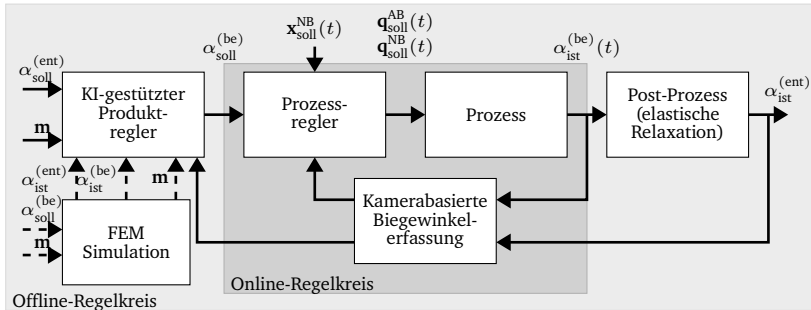 x_soll^NB(t)
q_soll^AB(t)
q_soll^NB(t)
α_soll^(ent)
α_soll^(be)
α_ist^(be)(t)
α_ist^(ent)
m
KI-gestützter
Produkt-
regler
Prozess-
regler
Prozess
Post-Prozess
(elastische
Relaxation)
α_ist^(ent)
α_ist^(be)
m
α_soll^(be)
m
FEM
Simulation
Kamerabasierte
Biegewinkel-
erfassung
Online-Regelkreis
Offline-Regelkreis